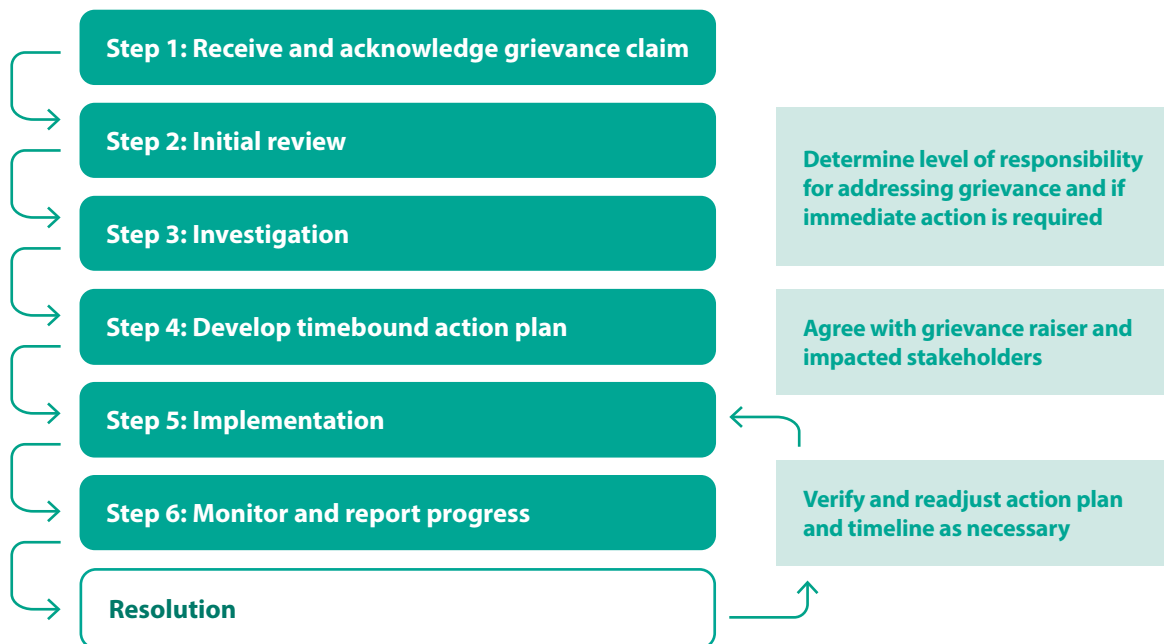 Step 1: Receive and acknowledge grievance claim
Step 2: Initial review
Step 3: Investigation
Step 4: Develop timebound action plan
Step 5: Implementation
Step 6: Monitor and report progress
Resolution
Determine level of responsibility
for addressing grievance and if
immediate action is required
Agree with grievance raiser and
impacted stakeholders
Verify and readjust action plan
and timeline as necessary